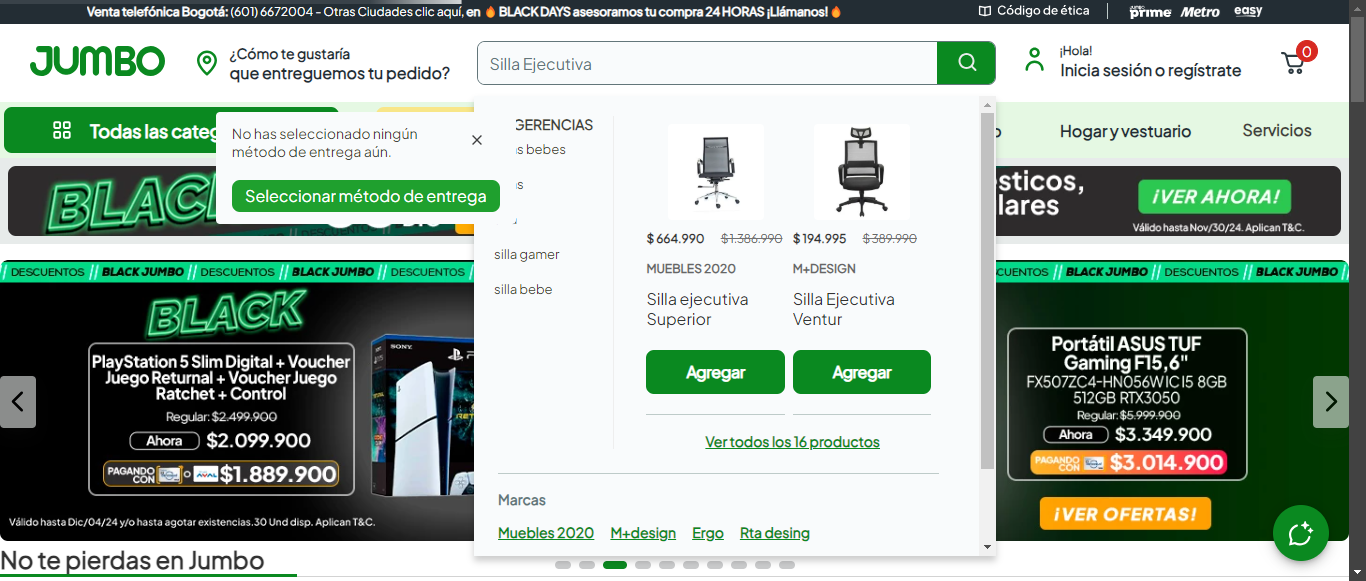 Venta telefónica Bogotá: (601) 6672004 - Otras Ciudades clic aquí, en 🔥 BLACK DAYS asesoramos tu compra 24 HORAS ¡Llámanos!🔥
Código de ética
prime Metro easy
JUMBO
¿Cómo te gustaría
que entreguemos tu pedido?
Silla Ejecutiva
¡Hola!
Inicia sesión o regístrate
0
Todas las categ
Hogar y vestuario
Servicios
No has seleccionado ningún
método de entrega aún.
Seleccionar método de entrega
GERENCIAS
as bebes
as
silla gamer
silla bebe
$ 664.990 $ 1.386.990
MUEBLES 2020
Silla ejecutiva
Superior
Agregar
$ 194.995 $ 389.990
M+DESIGN
Silla Ejecutiva
Ventur
Agregar
Ver todos los 16 productos
Marcas
Muebles 2020 M+design Ergo Rta desing
BLACK
sticos,
lares
¡VER AHORA!
Válido hasta Nov/30/24. Aplican T&C.
DESCUENTOS // BLACK JUMBO // DESCUENTOS // BLACK JUMBO // DESCUENTOS
CUENTOS // BLACK JUMBO // DESCUENTOS // BLACK JUMBO
BLACK
PlayStation 5 Slim Digital + Voucher
Juego Returnal + Voucher Juego
Ratchet + Control
Regular: $2.499.900
Ahora $2.099.900
PAGANDO
CON
o
AVAL
$1.889.900
SONY
Válido hasta Dic/04/24 y/o hasta agotar existencias.30 Und disp. Aplican T&C.
Portátil ASUS TUF
Gaming F15,6"
FX507ZC4-HN056W IC I5 8GB
512GB RTX3050
Regular: $5.999.900
Ahora $3.349.900
PAGANDO
CON
$3.014.900
¡VER OFERTAS!
No te pierdas en Jumbo